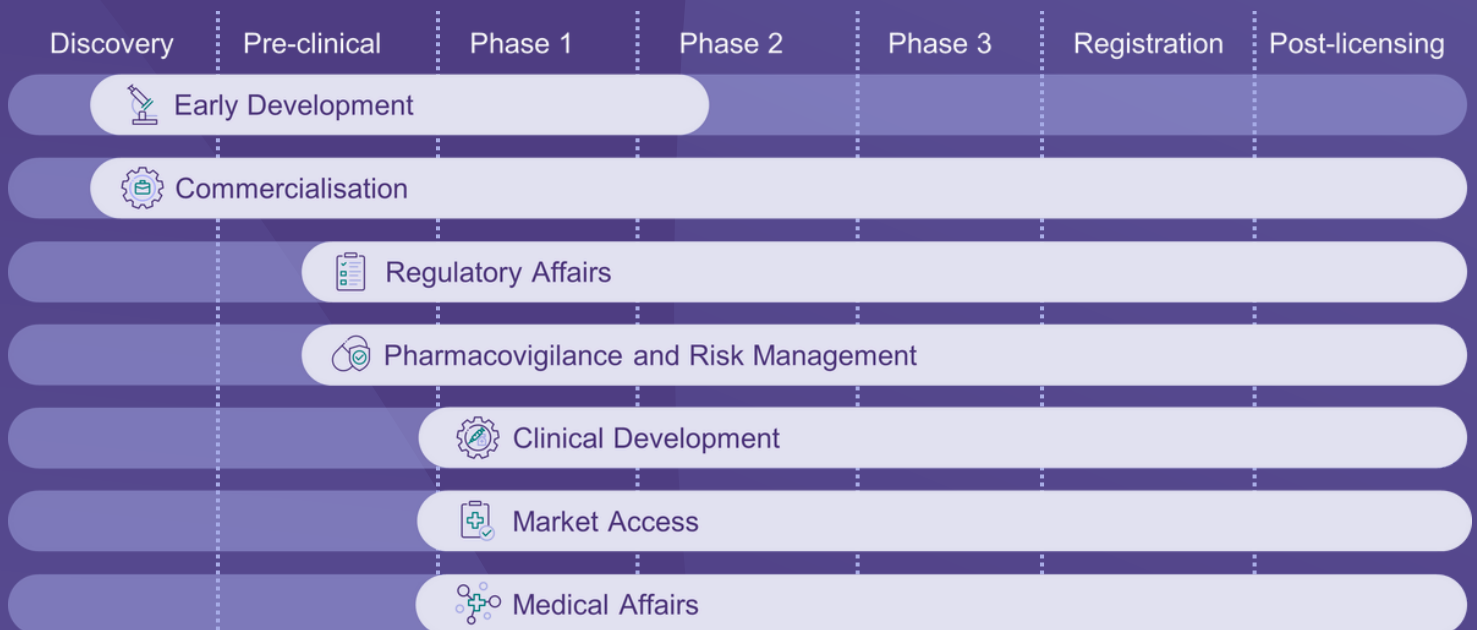 Discovery Pre-clinical Phase 1 Phase 2 Phase 3 Registration Post-licensing
Early Development
Commercialisation
Regulatory Affairs
Pharmacovigilance and Risk Management
Clinical Development
Market Access
Medical Affairs